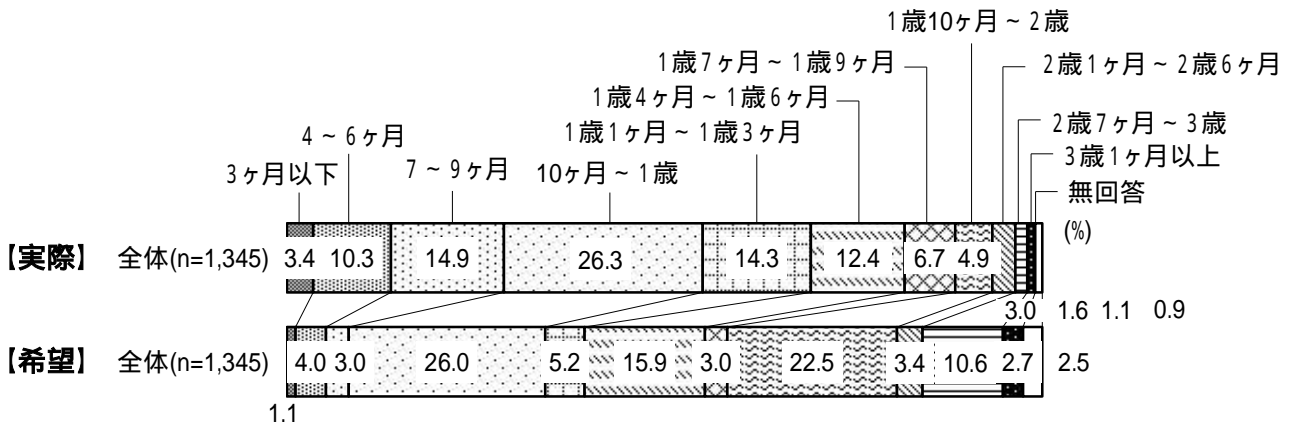 1歳10ヶ月～2歳
1歳7ヶ月～1歳9ヶ月
2歳1ヶ月～2歳6ヶ月
1歳4ヶ月～1歳6ヶ月
2歳7ヶ月～3歳
4～6ヶ月
1歳1ヶ月～1歳3ヶ月
3歳1ヶ月以上
3ヶ月以下
7～9ヶ月
10ヶ月～1歳
無回答
(%)
【実際】 全体(n=1,345) 3.4 10.3 14.9 26.3 14.3 12.4 6.7 4.9
3.0 1.6 1.1 0.9
【希望】 全体(n=1,345) 4.0 3.0 26.0 5.2 15.9 3.0 22.5 3.4 10.6 2.7 2.5
1.1